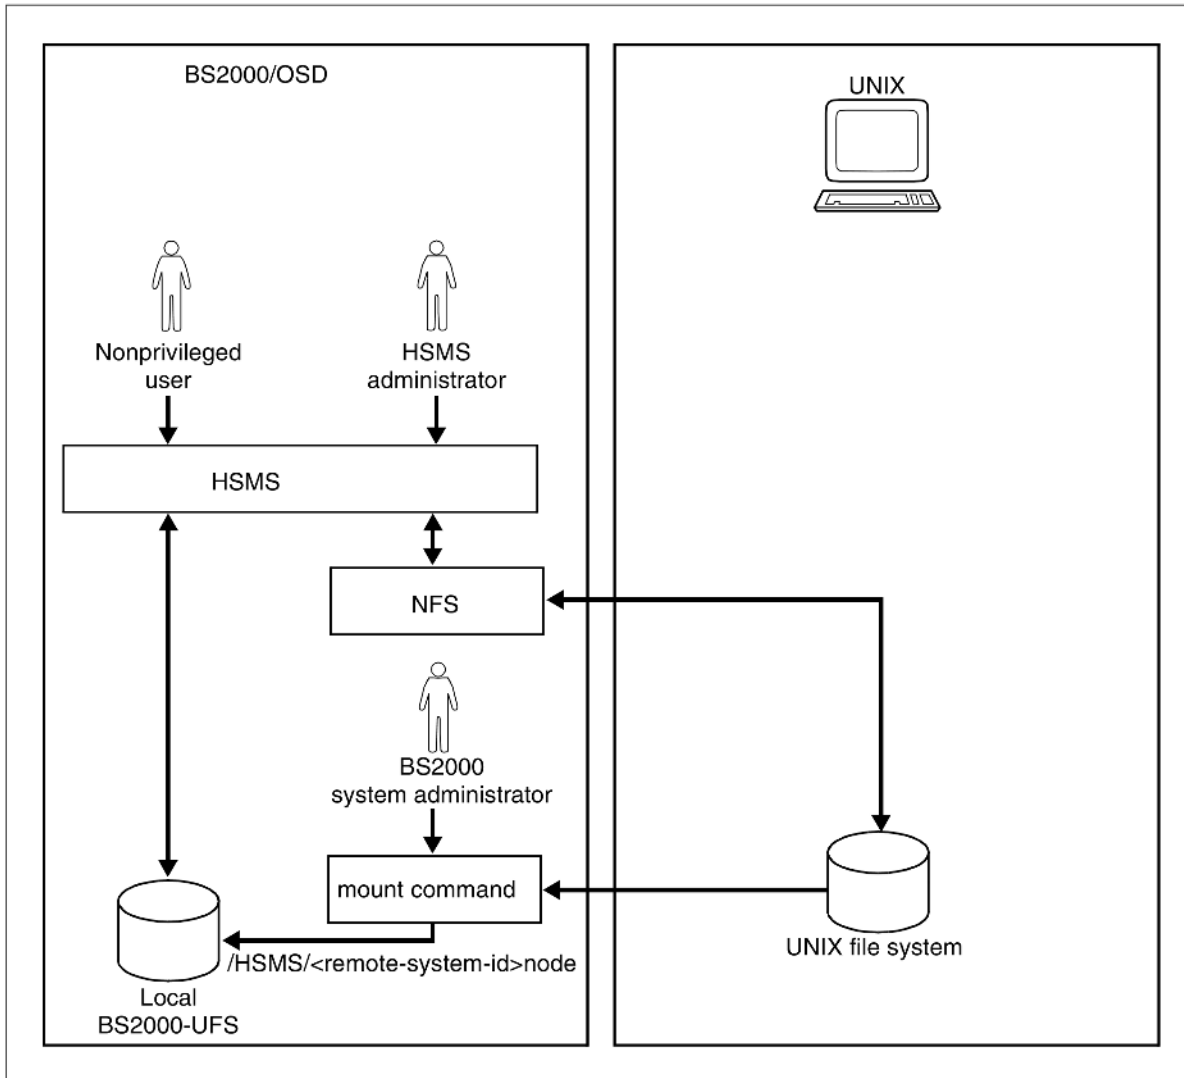 BS2000/OSD
UNIX
Nonprivileged
user
HSMS
administrator
HSMS
NFS
BS2000
system administrator
mount command
/HSMS/<remote-system-id>node
Local
BS2000-UFS
UNIX file system